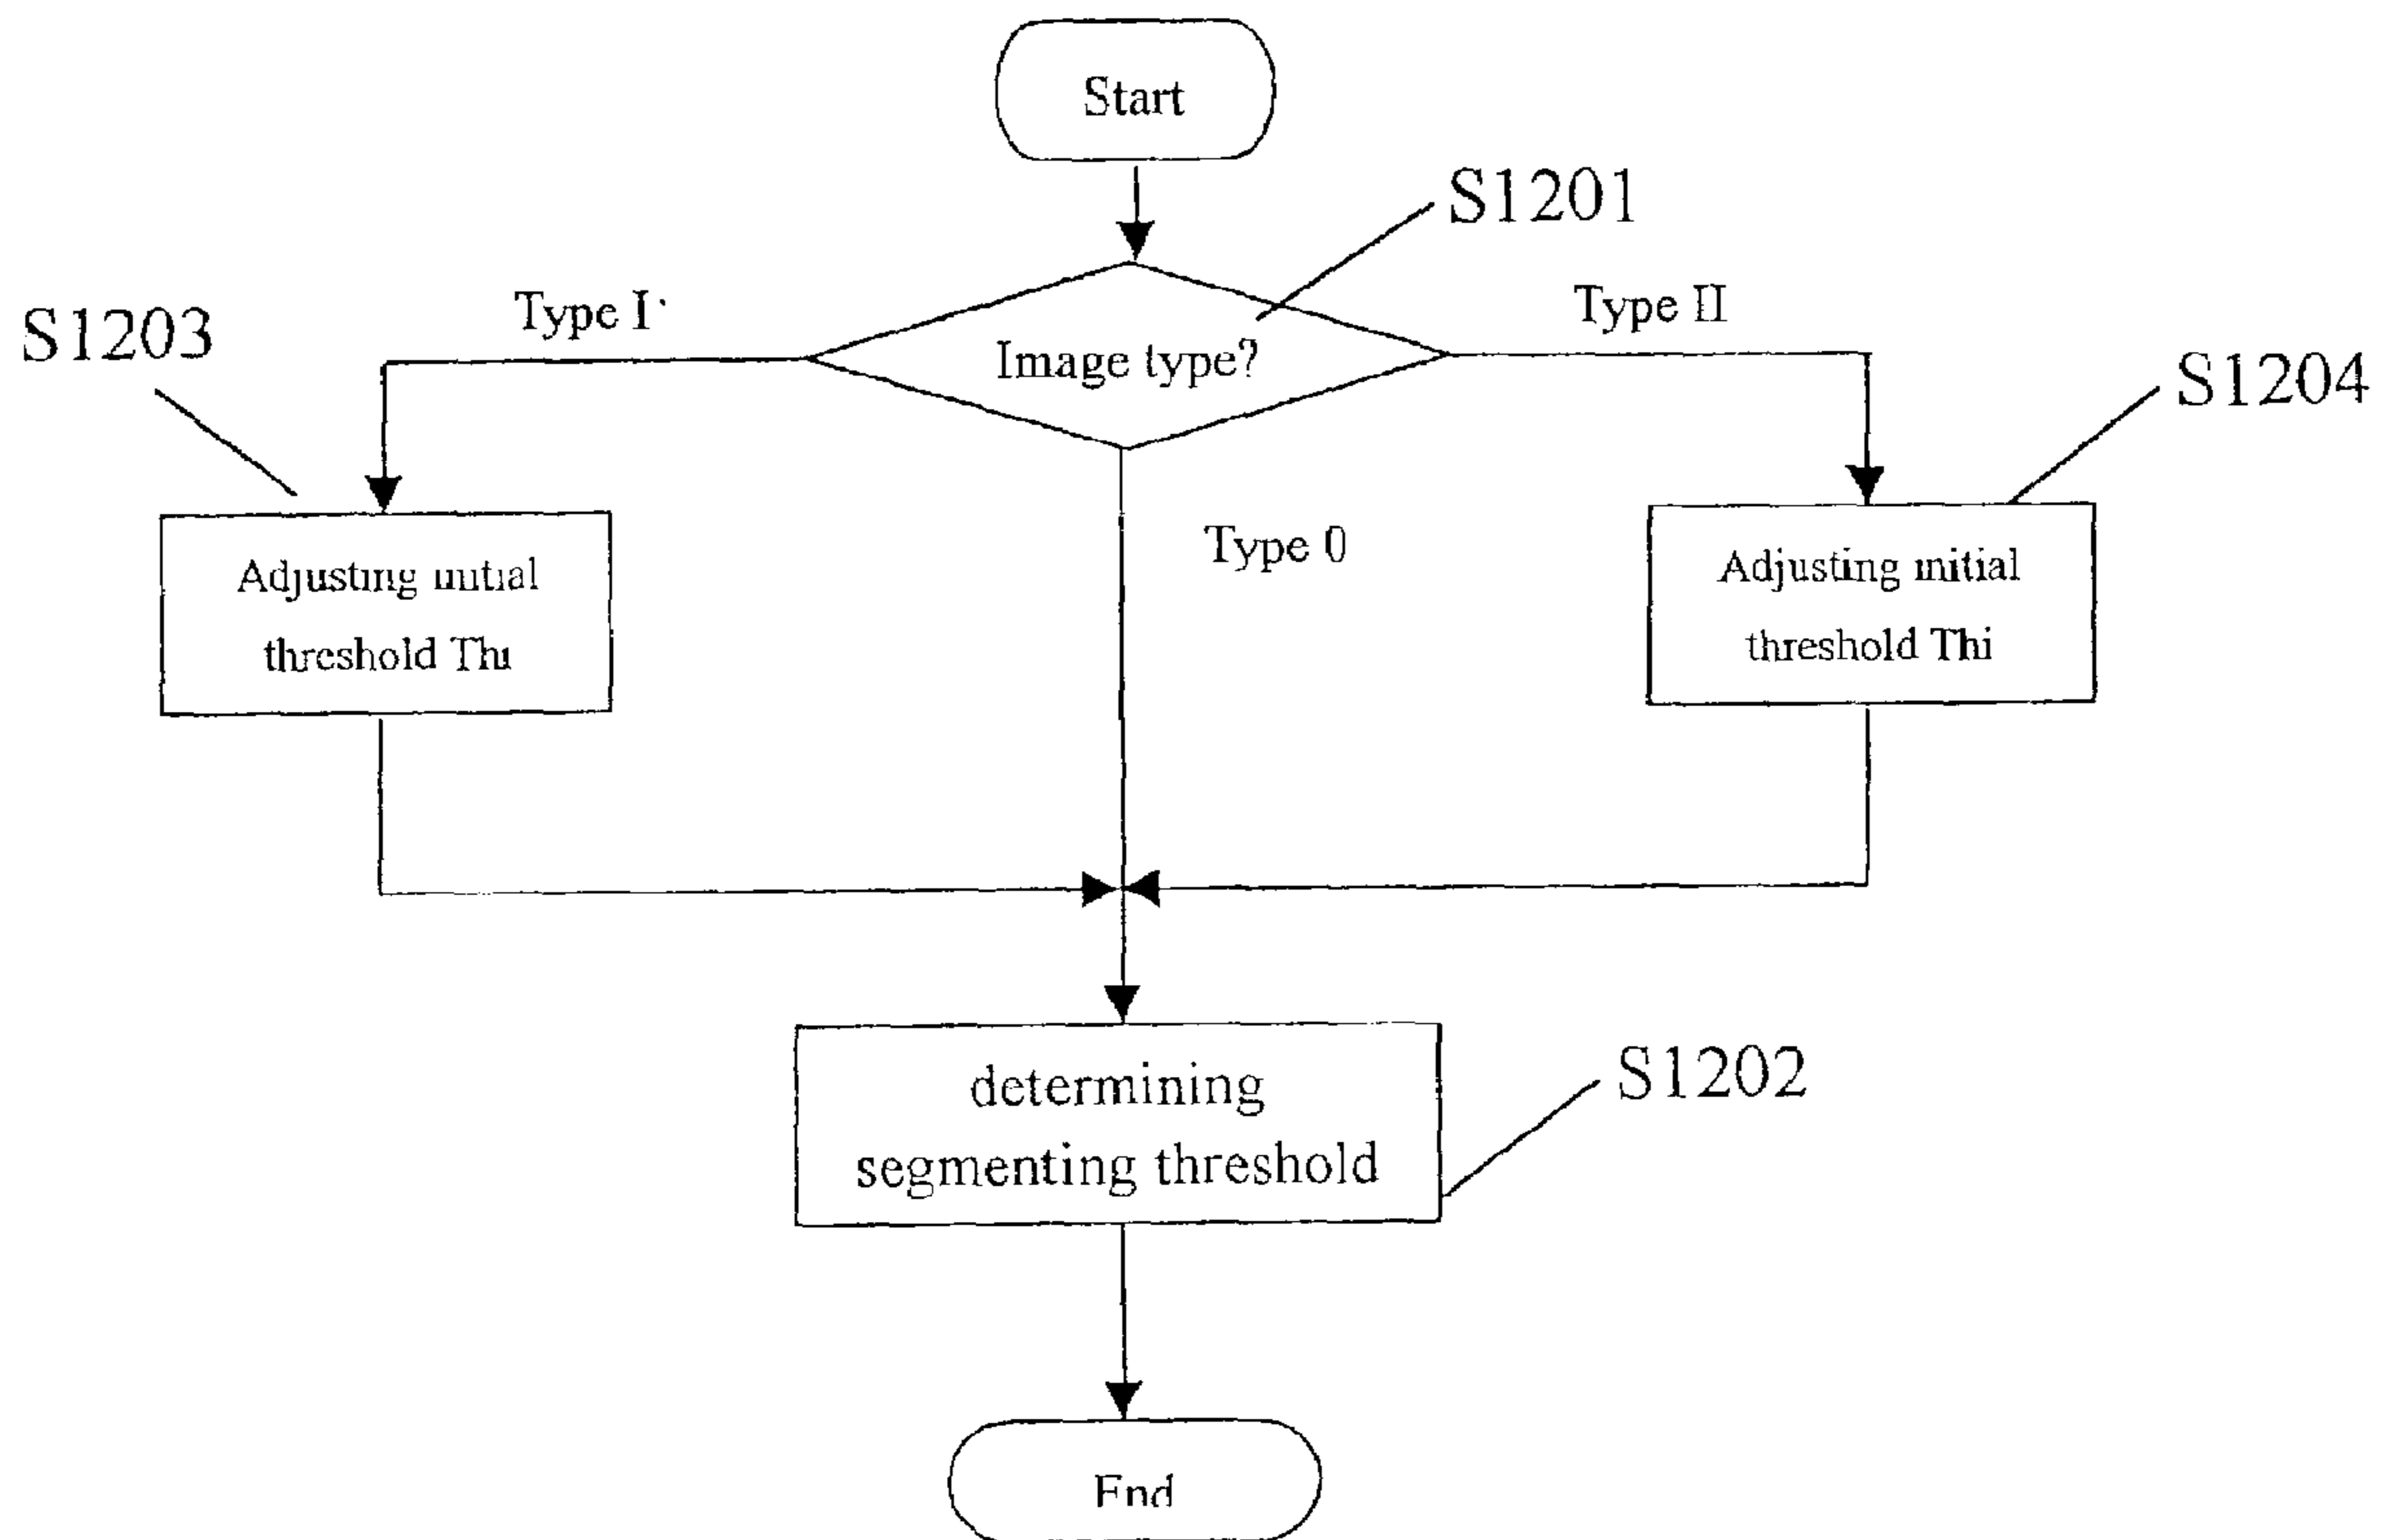 Start
S1201
Type I
Type II
S1203
Image type?
S1204
Type 0
Adjusting initial
threshold Thi
Adjusting initial
threshold Thi
determining
segmenting threshold
S1202
End